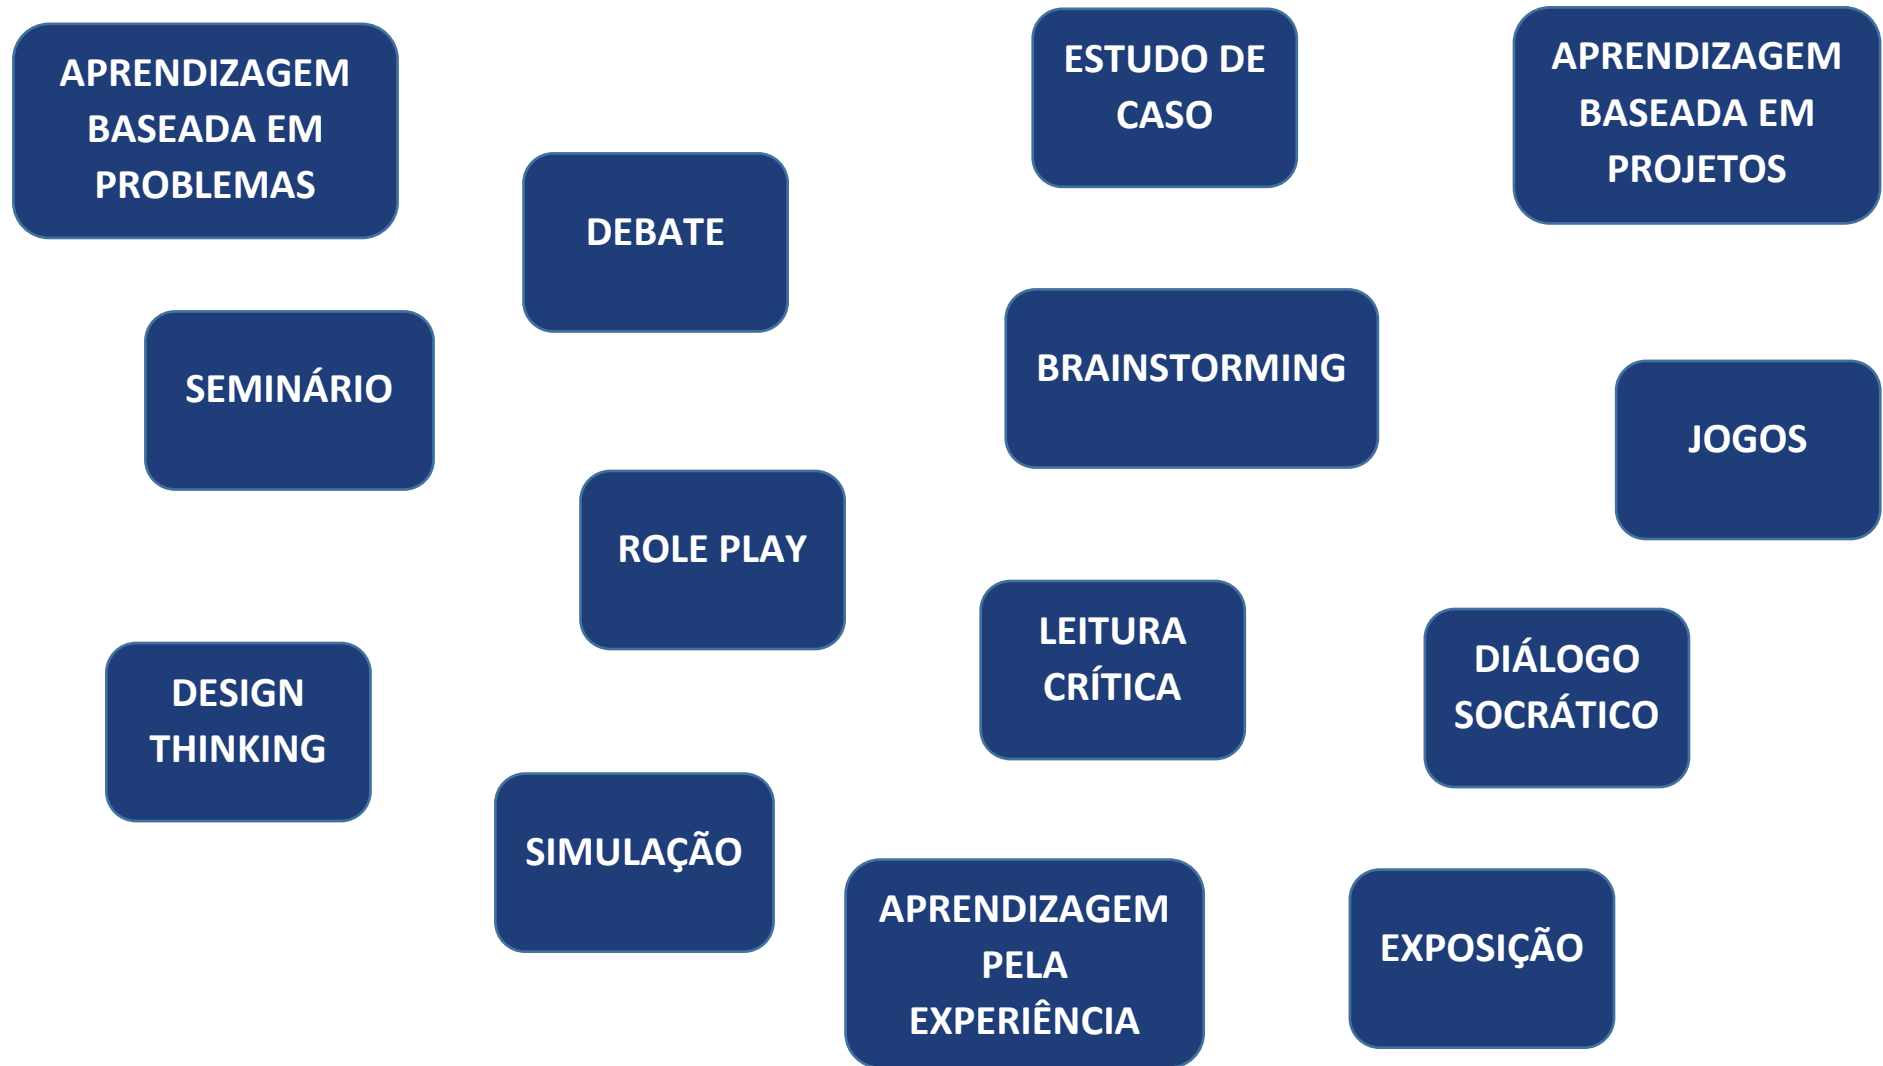 APRENDIZAGEM
BASEADA EM
PROBLEMAS
DEBATE
ESTUDO DE
CASO
APRENDIZAGEM
BASEADA EM
PROJETOS
SEMINÁRIO
BRAINSTORMING
JOGOS
ROLE PLAY
DESIGN
THINKING
LEITURA
CRÍTICA
DIÁLOGO
SOCRÁTICO
SIMULAÇÃO
APRENDIZAGEM
PELA
EXPERIÊNCIA
EXPOSIÇÃO